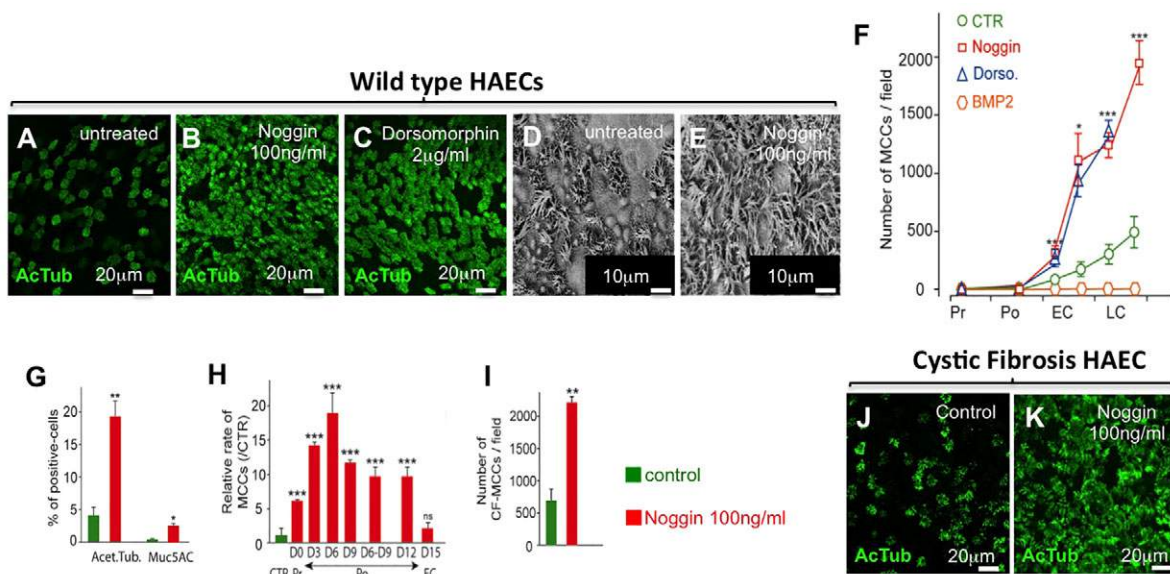 Wild type HAECs
A
untreated
AcTub
20μm
B
Noggin
100ng/ml
AcTub
20μm
C
Dorsomorphin
2μg/ml
AcTub
20μm
D
untreated
10μm
E
Noggin
100ng/ml
10μm
F
CTR
Noggin
Dorso.
BMP2
Number of MCCs / field
2000
1500
1000
500
0
***
*
***
***
Pr Po EC LC
G
% of positive-cells
20
15
10
5
0
**
*
Acet.Tub. Muc5AC
H
Relative rate of
MCCs (/CTR)
20
15
10
5
0
*** *** *** *** *** *** ns
D0 D3 D6 D9 D6-D9 D12 D15
CTR Pr Po EC
I
Number of
CF-MCCs / field
2000
1500
1000
500
0
**
control
Noggin 100ng/ml
Cystic Fibrosis HAEC
J
Control
AcTub
20μm
K
Noggin
100ng/ml
AcTub
20μm